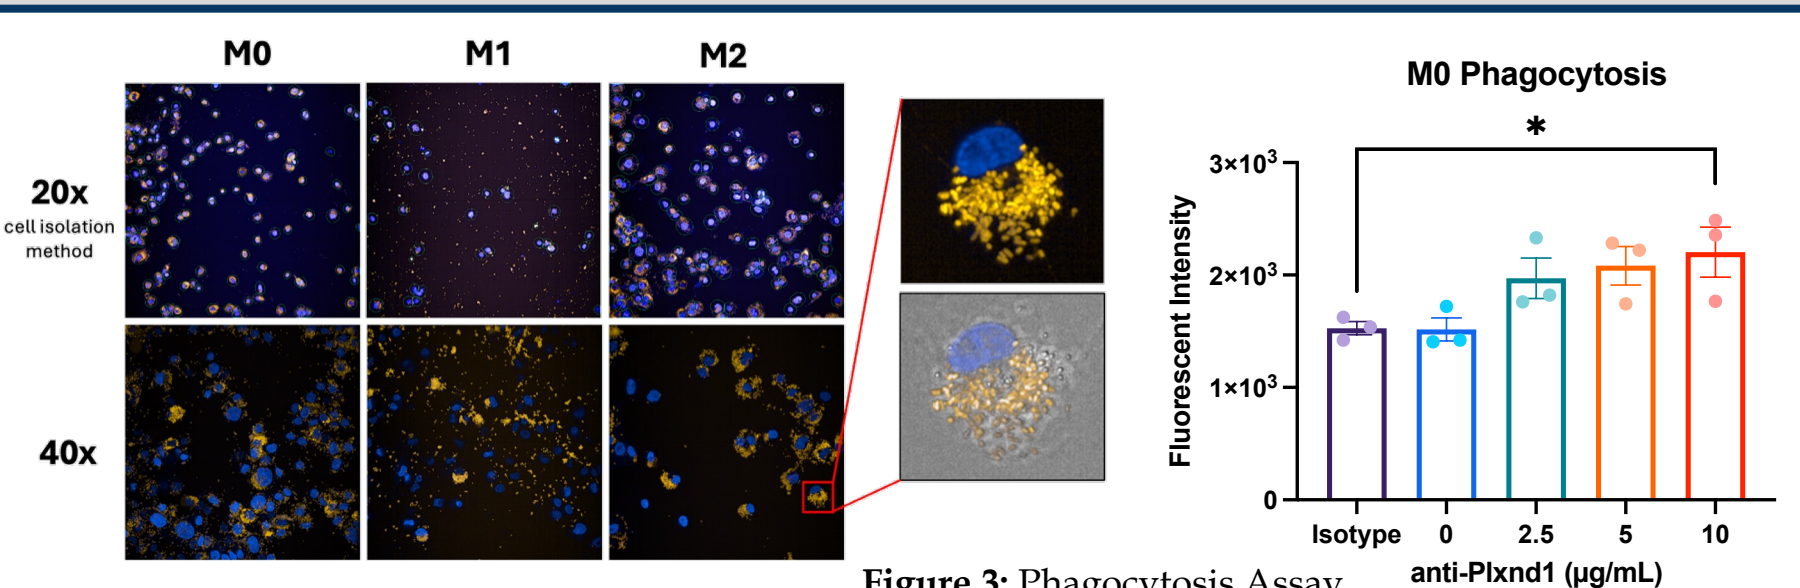 M0
M1
M2
20x
cell isolation
method
40x
M0 Phagocytosis
*
Fluorescent Intensity
3×10³
2×10³
1×10³
0
Isotype
0
2.5
5
10
anti-Plxnd1 (µg/mL)
Figure 3: Phagocytosis Assay